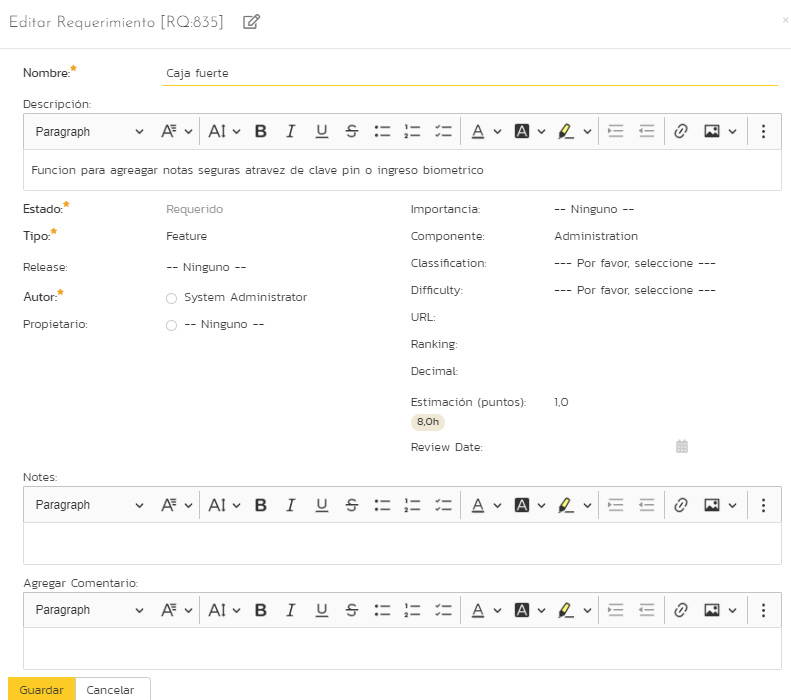 Editar Requerimiento [RQ:835]
×
Nombre:* Caja fuerte
Descripción:
Paragraph
Funcion para agreagar notas seguras atravez de clave pin o ingreso biometrico
Estado:* Requerido
Tipo:* Feature
Release: -- Ninguno --
Autor:* System Administrator
Propietario: -- Ninguno --
Importancia: -- Ninguno --
Componente: Administration
Classification: --- Por favor, seleccione ---
Difficulty: --- Por favor, seleccione ---
URL:
Ranking:
Decimal:
Estimación (puntos): 1,0
8,0h
Review Date:
Notes:
Paragraph
Agregar Comentario:
Paragraph
Guardar Cancelar